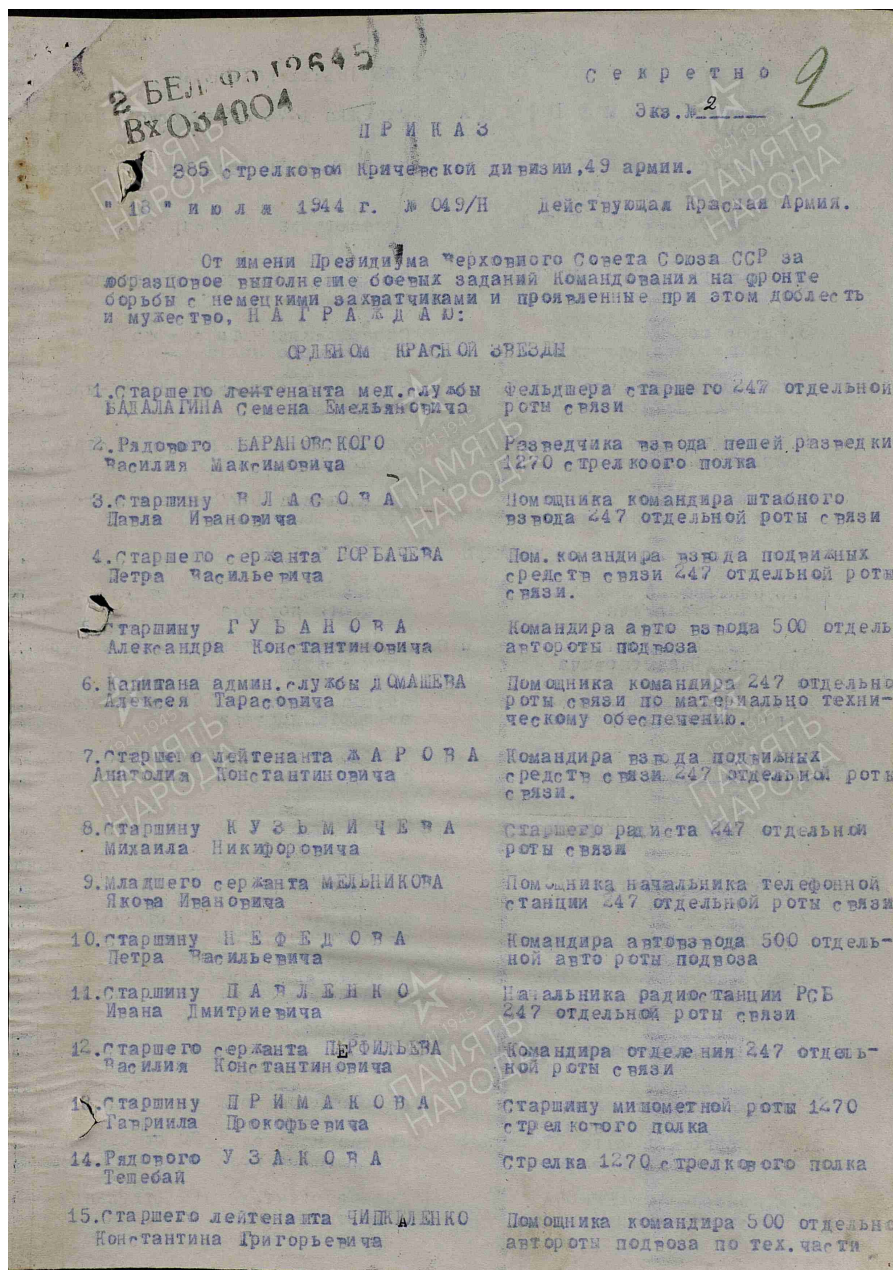 2 БЕЛ. Фр 12645
Вх 034004
Секретно
Экз.№ 2
2
ПРИКАЗ
385 стрелковой Кричевской дивизии,49 армии.
"18" июля 1944 г. № 049/Н Действующая Красная Армия.
От имени Президиума Верховного Совета Союза ССР за
образцовое выполнение боевых заданий Командования на фронте
борьбы с немецкими захватчиками и проявленные при этом доблесть
и мужество, НАГРАЖДАЮ:
ОРДЕНОМ КРАСНОЙ ЗВЕЗДЫ
1.Старшего лейтенанта мед.службы Фельдшера старшего 247 отдельной
БАДАЛАТИНА Семена Емельяновича роты связи
2.Рядового БАРАНОВСКОГО Разведчика взвода пешей разведки
Василия Максимовича 1270 стрелкоого полка
3.Старшину ВЛАСОВА Помощника командира штабного
Павла Ивановича взвода 247 отдельной роты связи
4.Старшего сержанта ГОРБАЧЕВА Пом.командира взвода подвижных
Петра Васильевича средств связи 247 отдельной роты
связи.
Старшину ГУБАНОВА Командира авто взвода 500 отдель
Александра Константиновича автороты подвоза
6.Капитана админ.службы ДОМАШЕВА Помощника командира 247 отдельно
Алексея Тарасовича роты связи по материально техни-
ческому обеспечению.
7.Старшего лейтенанта ЖАРОВА Командира взвода подвижных
Анатолия Константиновича средств связи 247 отдельной роты
связи.
8.Старшину КУЗЬМИЧЕВА Старшего радиста 247 отдельной
Михаила Никифоровича роты связи
9.Младшего сержанта МЕЛЬНИКОВА Помощника начальника телефонной
Якова Ивановича станции 247 отдельной роты связи
10.Старшину НЕФЕДОВА Командира автовзвода 500 отдель-
Петра Васильевича ной авто роты подвоза
11.Старшину ПАВЛЕНКО Начальника радиостанции РСБ
Ивана Дмитриевича 247 отдельной роты связи
12.Старшего сержанта ПЕРФИЛЬЕВА Командира отделения 247 отдель-
Василия Константиновича ной роты связи
13.Старшину ПРИМАКОВА Старшину минометной роты 1270
Гавриила Прокофьевича стрелкового полка
14.Рядового УЗАКОВА Стрелка 1270 стрелкового полка
Тешебай
15.Старшего лейтенанта ЧИПКАЛЕНКО Помощника командира 500 отдельно
Константина Григорьевича автороты подвоза по тех.части